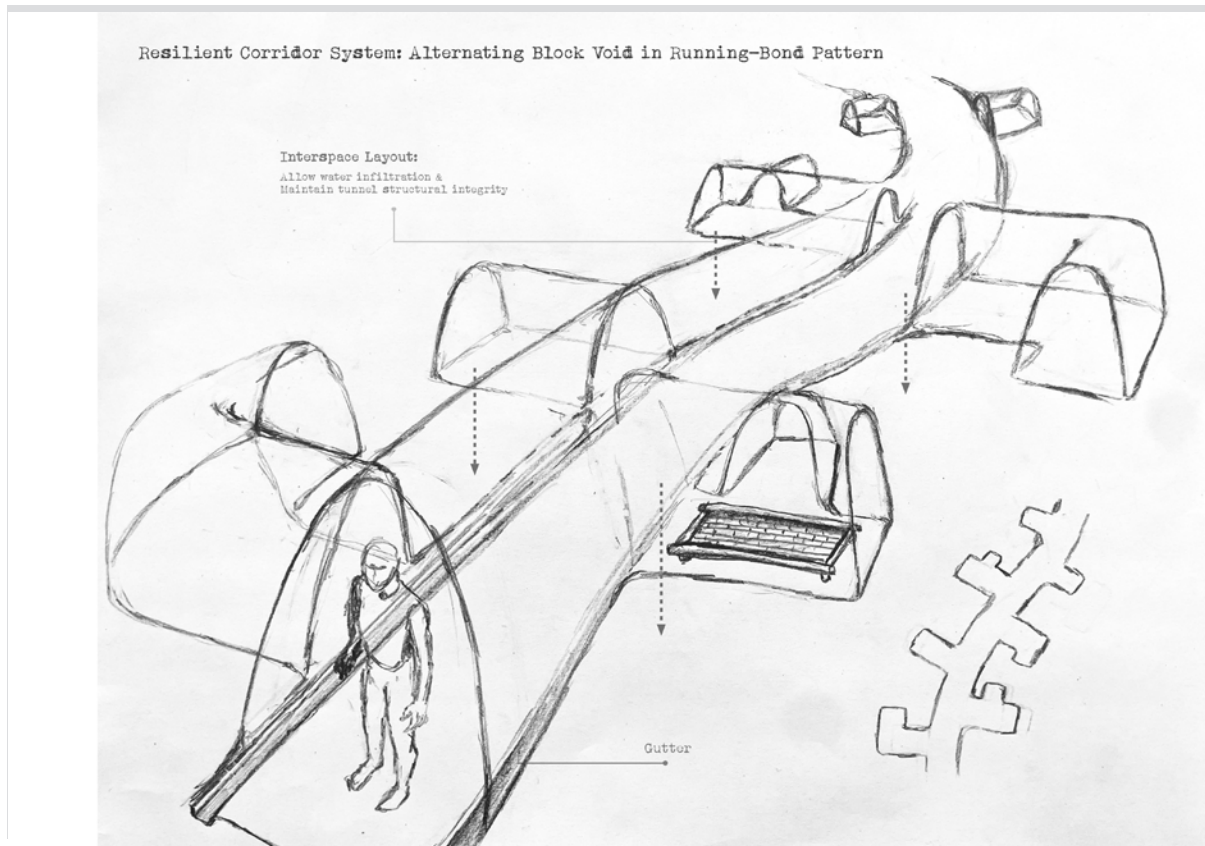 Resilient Corridor System: Alternating Block Void in Running-Bond Pattern
Interspace Layout:
Allow water infiltration &
Maintain tunnel structural integrity
Gutter